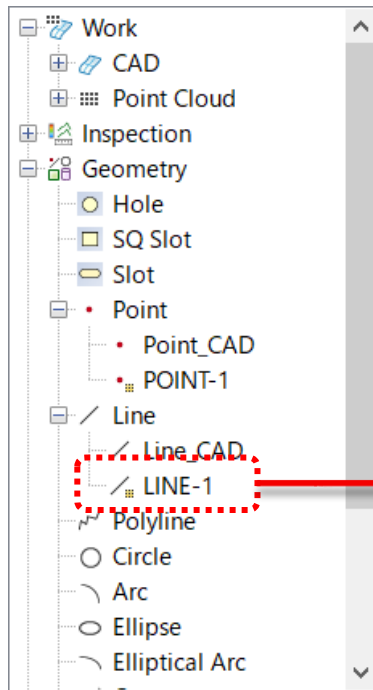 Work
CAD
Point Cloud
Inspection
Geometry
Hole
SQ Slot
Slot
Point
Point_CAD
POINT-1
Line
Line_CAD
LINE-1
Polyline
Circle
Arc
Ellipse
Elliptical Arc